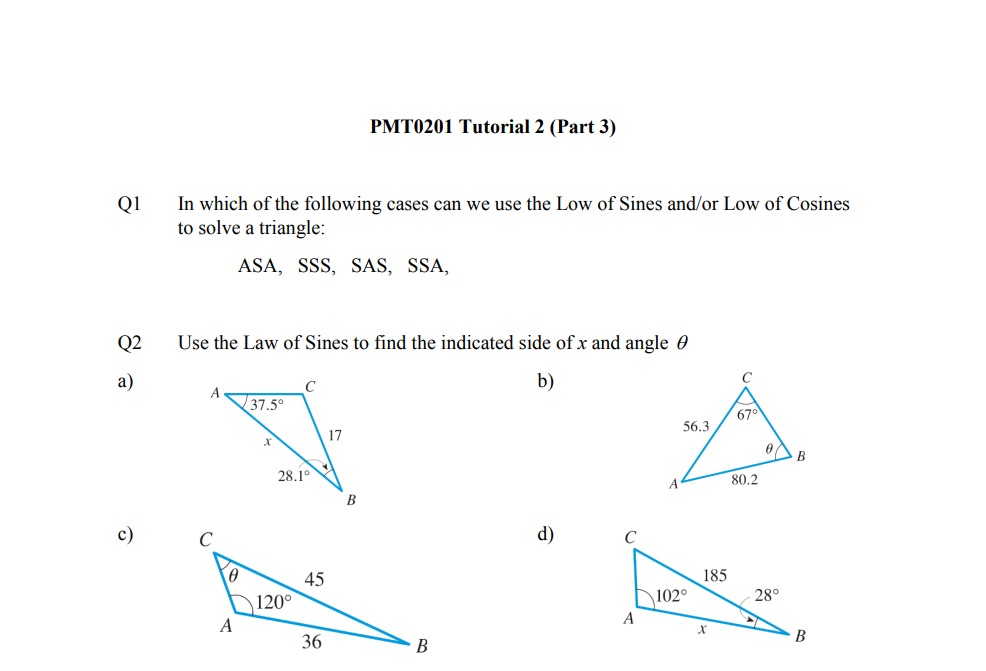 PMT0201 Tutorial 2 (Part 3)
Q1 In which of the following cases can we use the Low of Sines and/or Low of Cosines
to solve a triangle:
ASA, SSS, SAS, SSA,
Q2 Use the Law of Sines to find the indicated side of x and angle θ
a)
A
C
37.5°
x
17
28.1°
B
b)
C
67°
56.3
θ
B
A
80.2
c)
C
θ
45
120°
A
36
B
d)
C
185
102°
28°
A
x
B